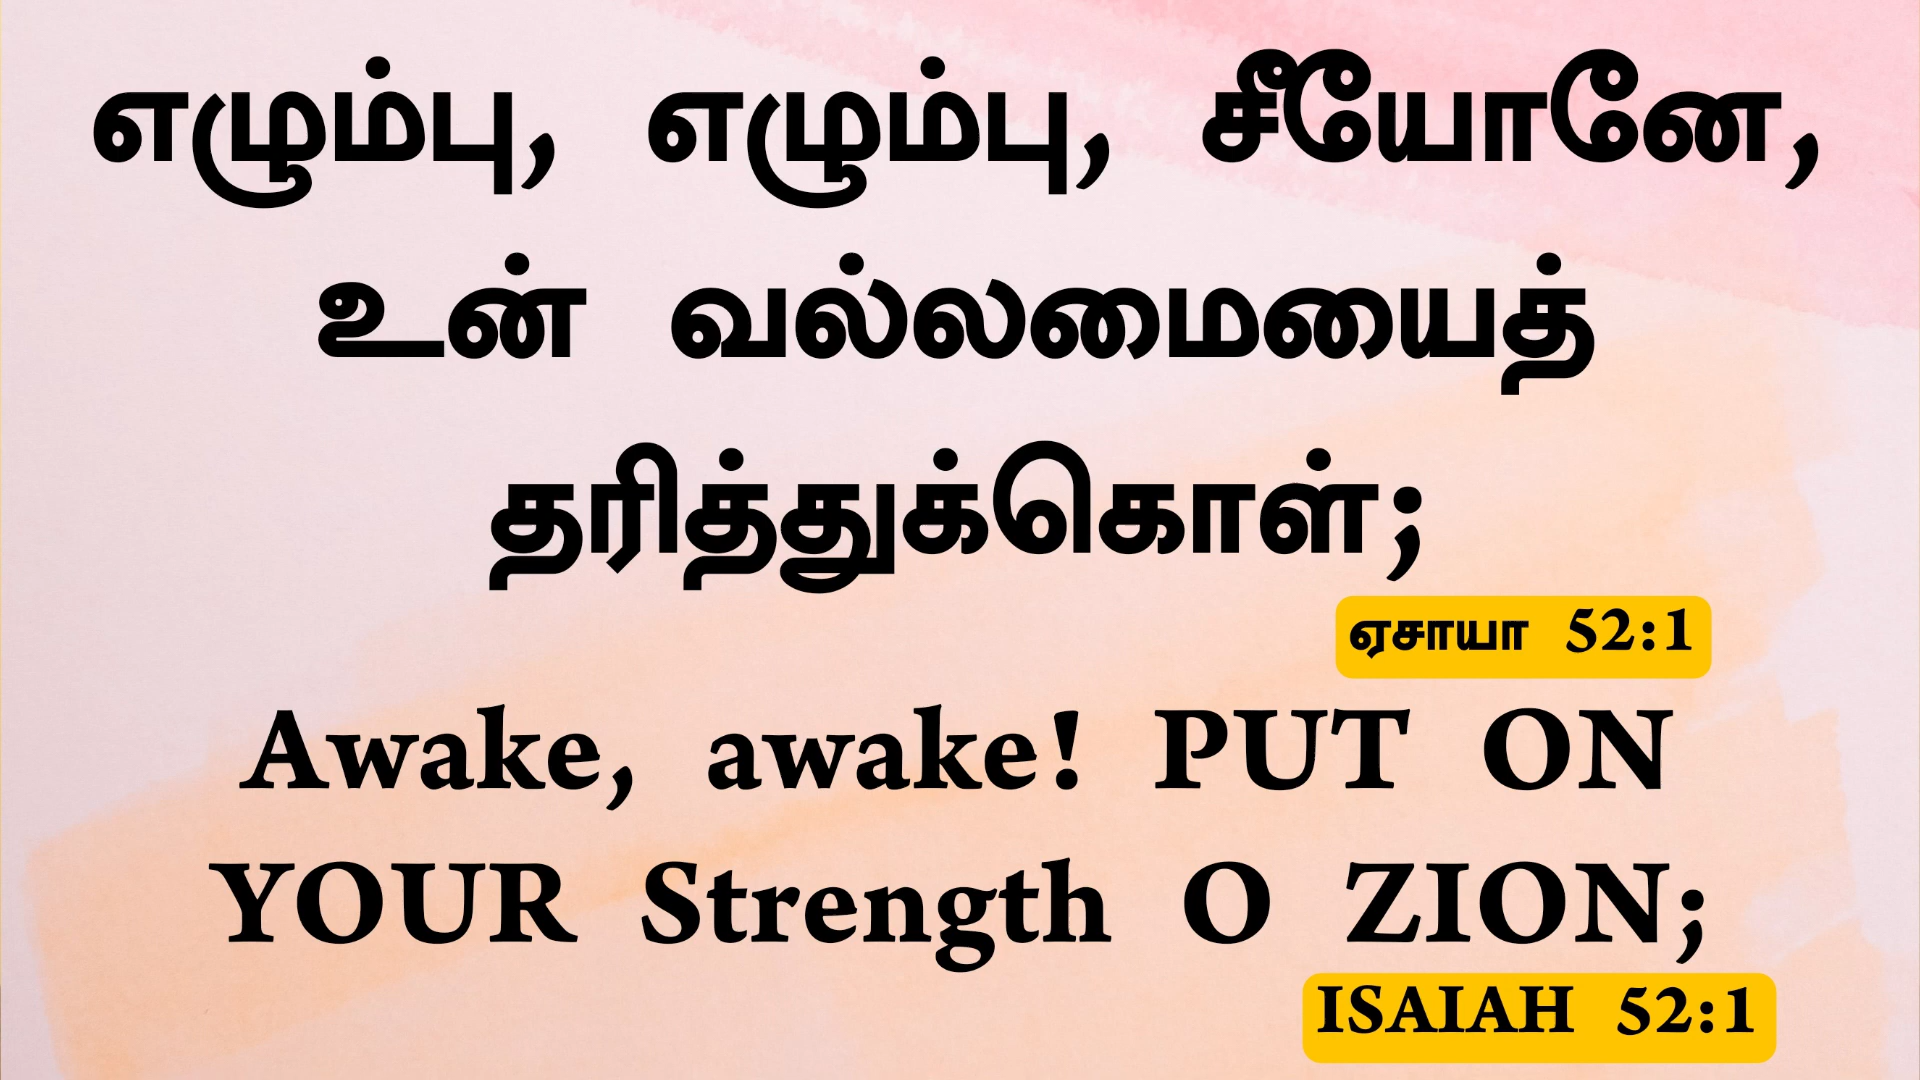 எழும்பு, எழும்பு, சீயோனே,
உன் வல்லமையைத்
தரித்துக்கொள்;
ஏசாயா 52:1
Awake, awake! PUT ON
YOUR Strength O ZION;
ISAIAH 52:1